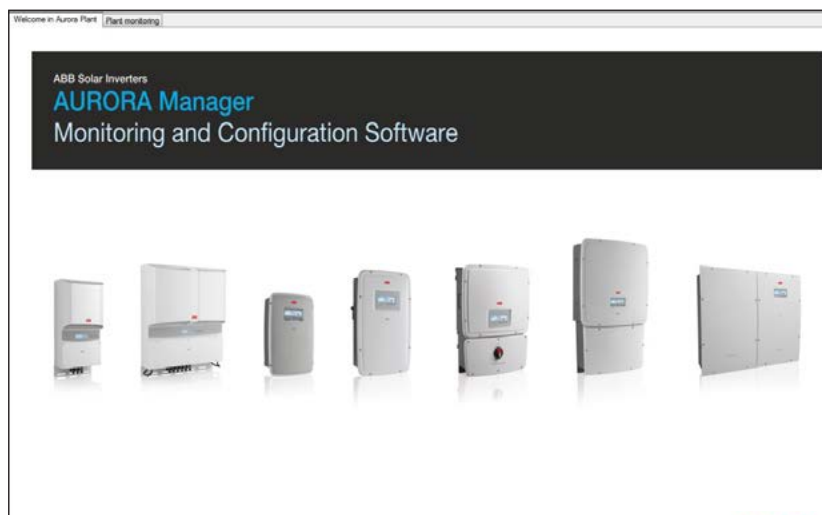 Welcome in Aurora Plant Plant monitoring
ABB Solar Inverters
AURORA Manager
Monitoring and Configuration Software